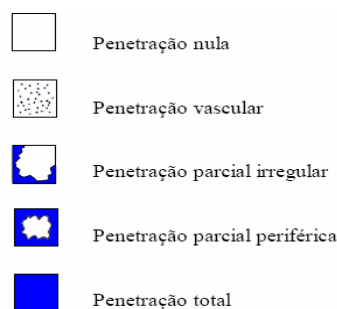 Penetração nula
Penetração vascular
Penetração parcial irregular
Penetração parcial periférica
Penetração total